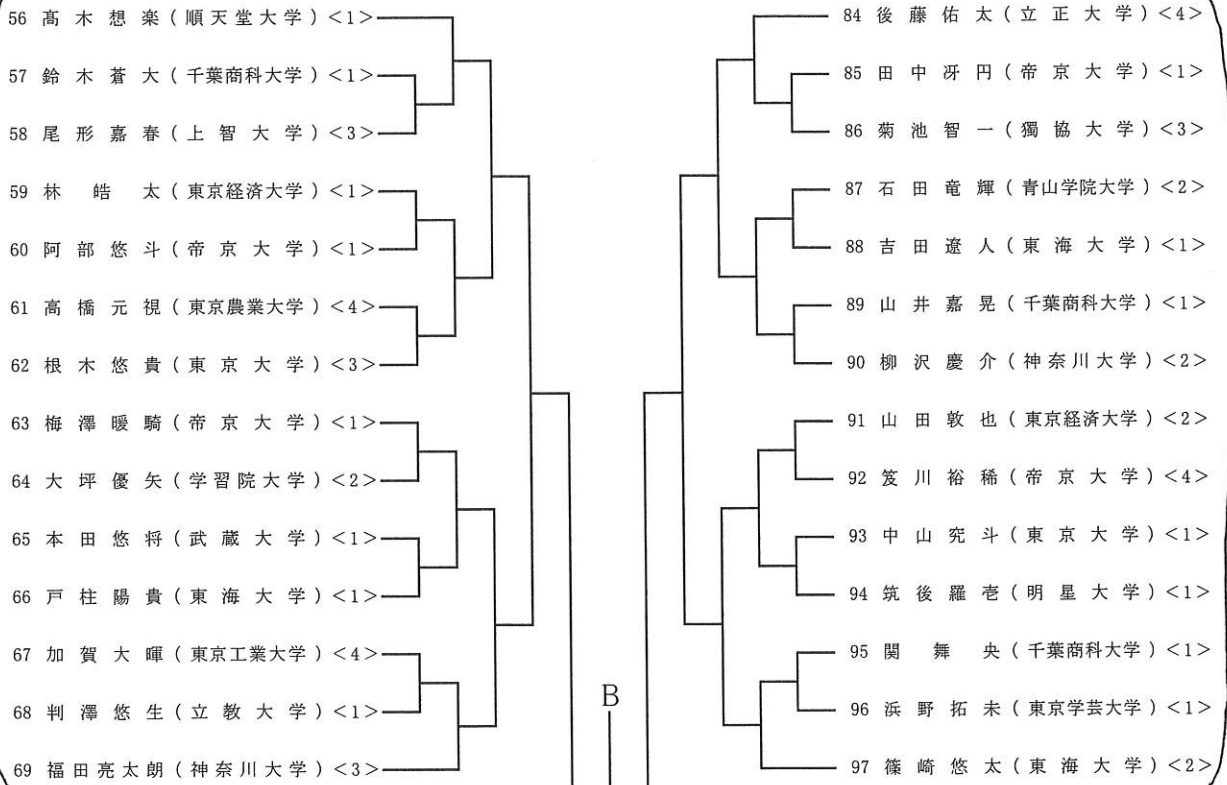 56 髙木想楽(順天堂大学)<1>
57 鈴木蒼大(千葉商科大学)<1>
58 尾形嘉春(上智大学)<3>
59 林 皓太(東京経済大学)<1>
60 阿部悠斗(帝京大学)<1>
61 高橋元視(東京農業大学)<4>
62 根木悠貴(東京大学)<3>
63 梅澤暖騎(帝京大学)<1>
64 大坪優矢(学習院大学)<2>
65 本田悠将(武蔵大学)<1>
66 戸柱陽貴(東海大学)<1>
67 加賀大暉(東京工業大学)<4>
68 判澤悠生(立教大学)<1>
69 福田亮太朗(神奈川大学)<3>
B
84 後藤佑太(立正大学)<4>
85 田中冴円(帝京大学)<1>
86 菊池智一(獨協大学)<3>
87 石田竜輝(青山学院大学)<2>
88 吉田遼人(東海大学)<1>
89 山井嘉晃(千葉商科大学)<1>
90 柳沢慶介(神奈川大学)<2>
91 山田敦也(東京経済大学)<2>
92 笈川裕稀(帝京大学)<4>
93 中山究斗(東京大学)<1>
94 筑後羅壱(明星大学)<1>
95 関 舞央(千葉商科大学)<1>
96 浜野拓未(東京学芸大学)<1>
97 篠崎悠太(東海大学)<2>